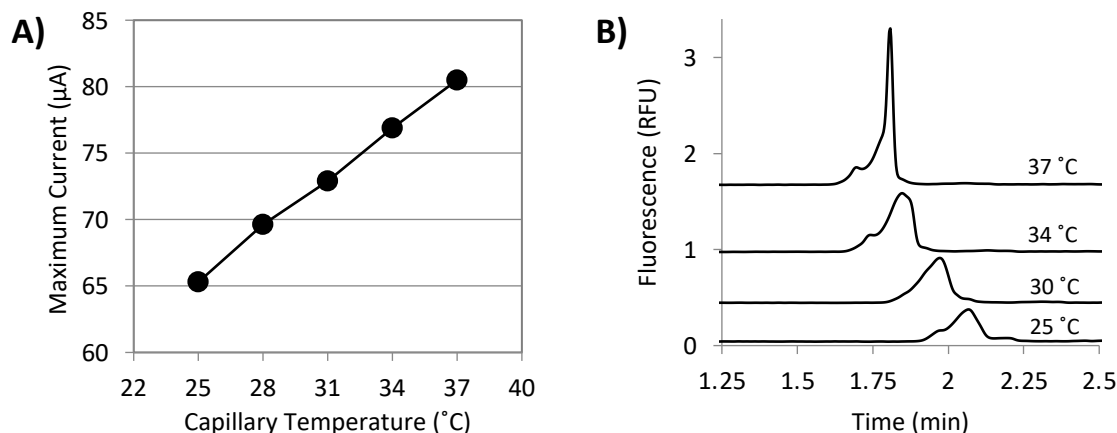 A)
Maximum Current (µA)
85
80
75
70
65
60
22 25 28 31 34 37 40
Capillary Temperature (˚C)
B)
Fluorescence (RFU)
3
2
1
0
37 ˚C
34 ˚C
30 ˚C
25 ˚C
1.25 1.5 1.75 2 2.25 2.5
Time (min)